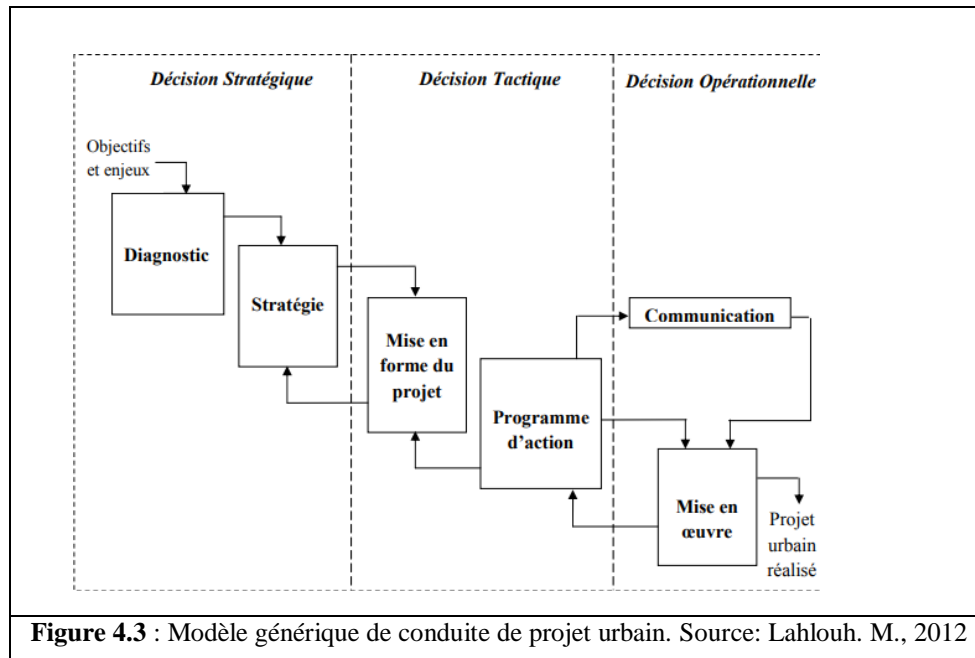 Décision Stratégique
Décision Tactique
Décision Opérationnelle
Objectifs
et enjeux
Diagnostic
Stratégie
Mise en
forme du
projet
Programme
d'action
Communication
Mise en
œuvre
Projet
urbain
réalisé
Figure 4.3 : Modèle générique de conduite de projet urbain. Source: Lahlouh. M., 2012